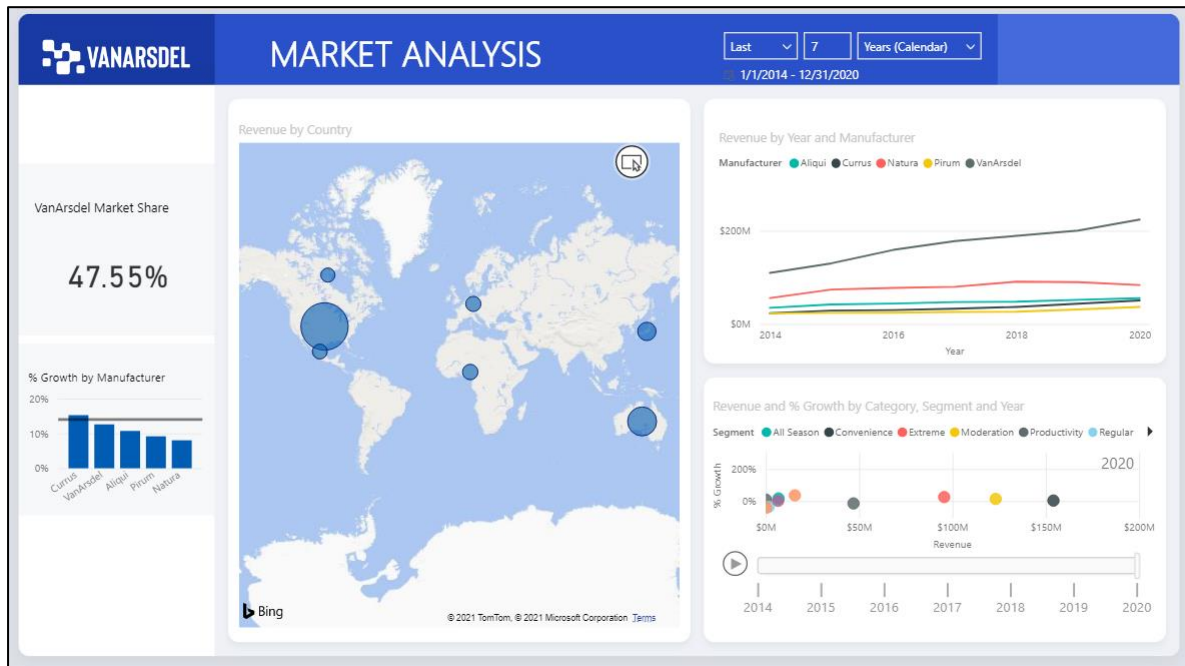 VANARSDEL
MARKET ANALYSIS
Last 7 Years (Calendar)
1/1/2014 - 12/31/2020
VanArsdel Market Share
47.55%
% Growth by Manufacturer
20%
10%
0%
Currus VanArsdel Aliqui Pirum Natura
Revenue by Country
Bing
© 2021 TomTom, © 2021 Microsoft Corporation Terms
Revenue by Year and Manufacturer
Manufacturer Aliqui Currus Natura Pirum VanArsdel
$200M
$0M
2014 2016 2018 2020
Year
Revenue and % Growth by Category, Segment and Year
Segment All Season Convenience Extreme Moderation Productivity Regular
2020
% Growth
200%
0%
$0M $50M $100M $150M $200M
Revenue
2014 2015 2016 2017 2018 2019 2020